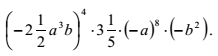 (-2 1/2 a³b)⁴ · 3 1/5 · (-a)⁸ · (-b²).